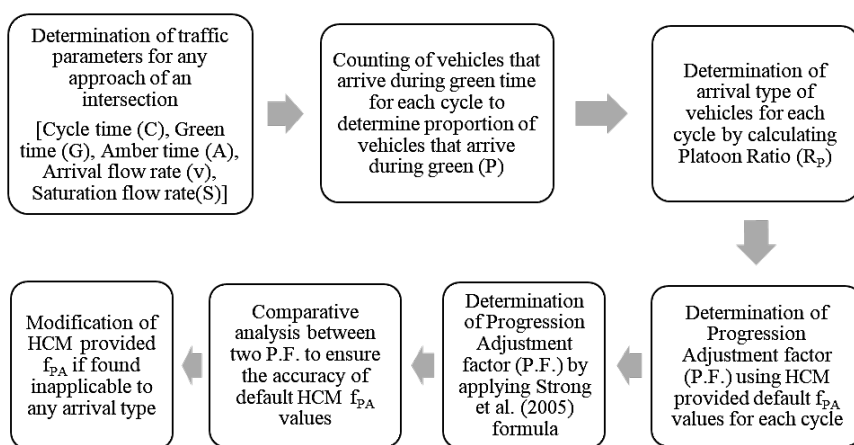 Determination of traffic
parameters for any
approach of an
intersection
[Cycle time (C), Green
time (G), Amber time (A),
Arrival flow rate (v),
Saturation flow rate(S)]
Counting of vehicles that
arrive during green time
for each cycle to
determine proportion of
vehicles that arrive
during green (P)
Determination of
arrival type of
vehicles for each
cycle by calculating
Platoon Ratio (RP)
Determination of
Progression
Adjustment factor
(P.F.) using HCM
provided default fPA
values for each cycle
Determination
of Progression
Adjustment
factor (P.F.) by
applying Strong
et al. (2005)
formula
Comparative
analysis between
two P.F. to ensure
the accuracy of
default HCM fPA
values
Modification of
HCM provided
fPA if found
inapplicable to
any arrival type